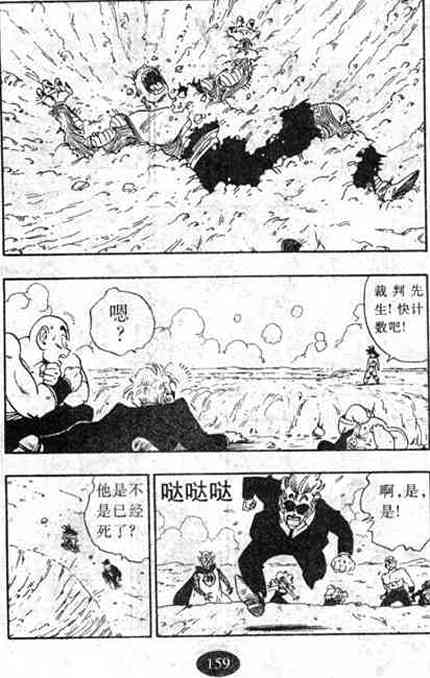 裁判先
生！快计
数吧！
嗯
？
啊，是，
是！
哒哒哒
他是不
是已经
死了？
159